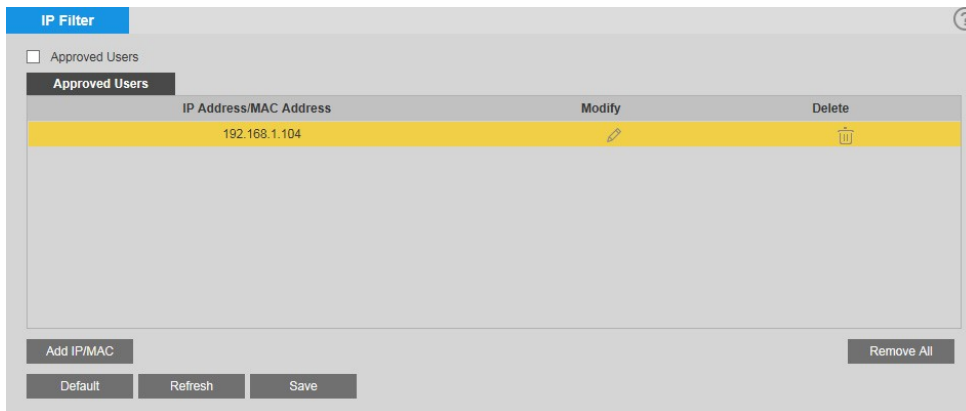 IP Filter
?
Approved Users
Approved Users
IP Address/MAC Address Modify Delete
192.168.1.104
Add IP/MAC Remove All
Default Refresh Save